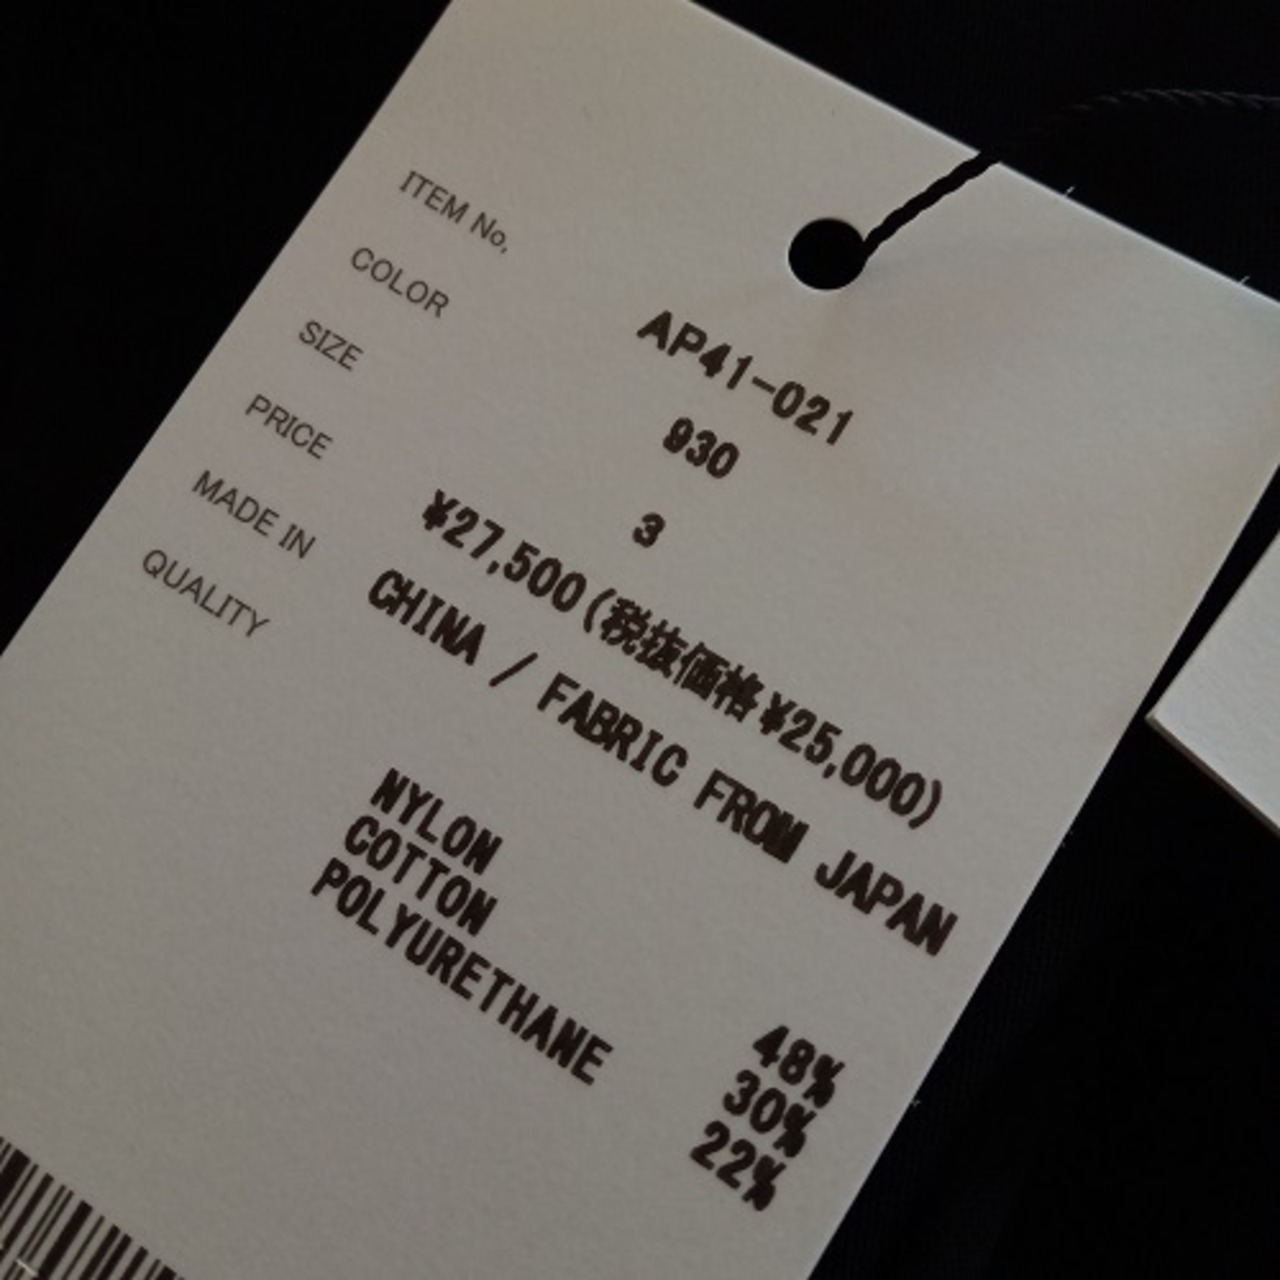 ITEM No. AP41-021
COLOR 930
SIZE 3
PRICE ¥27,500(税抜価格¥25,000)
MADE IN CHINA / FABRIC FROM JAPAN
QUALITY
NYLON 48%
COTTON 30%
POLYURETHANE 22%